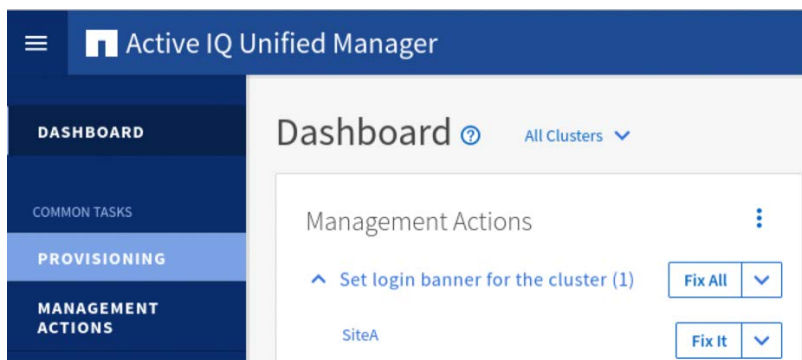 Active IQ Unified Manager
DASHBOARD
Dashboard
All Clusters
COMMON TASKS
PROVISIONING
MANAGEMENT
ACTIONS
Management Actions
Set login banner for the cluster (1)
Fix All
SiteA
Fix It